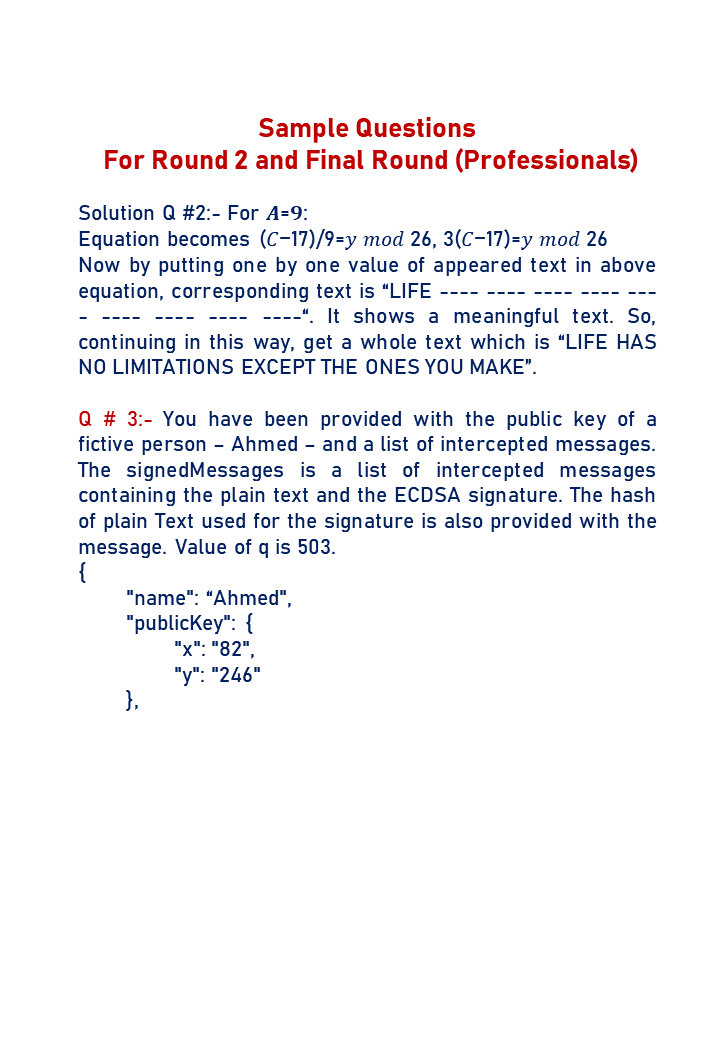 Sample Questions
For Round 2 and Final Round (Professionals)
Solution Q #2:- For A=9:
Equation becomes (C−17)/9=y mod 26, 3(C−17)=y mod 26
Now by putting one by one value of appeared text in above
equation, corresponding text is “LIFE ---- ---- ---- ---- ---
- ---- ---- ---- ----“. It shows a meaningful text. So,
continuing in this way, get a whole text which is “LIFE HAS
NO LIMITATIONS EXCEPT THE ONES YOU MAKE”.
Q # 3:- You have been provided with the public key of a
fictive person – Ahmed – and a list of intercepted messages.
The signedMessages is a list of intercepted messages
containing the plain text and the ECDSA signature. The hash
of plain Text used for the signature is also provided with the
message. Value of q is 503.
{
"name": “Ahmed",
"publicKey": {
"x": "82",
"y": "246"
},